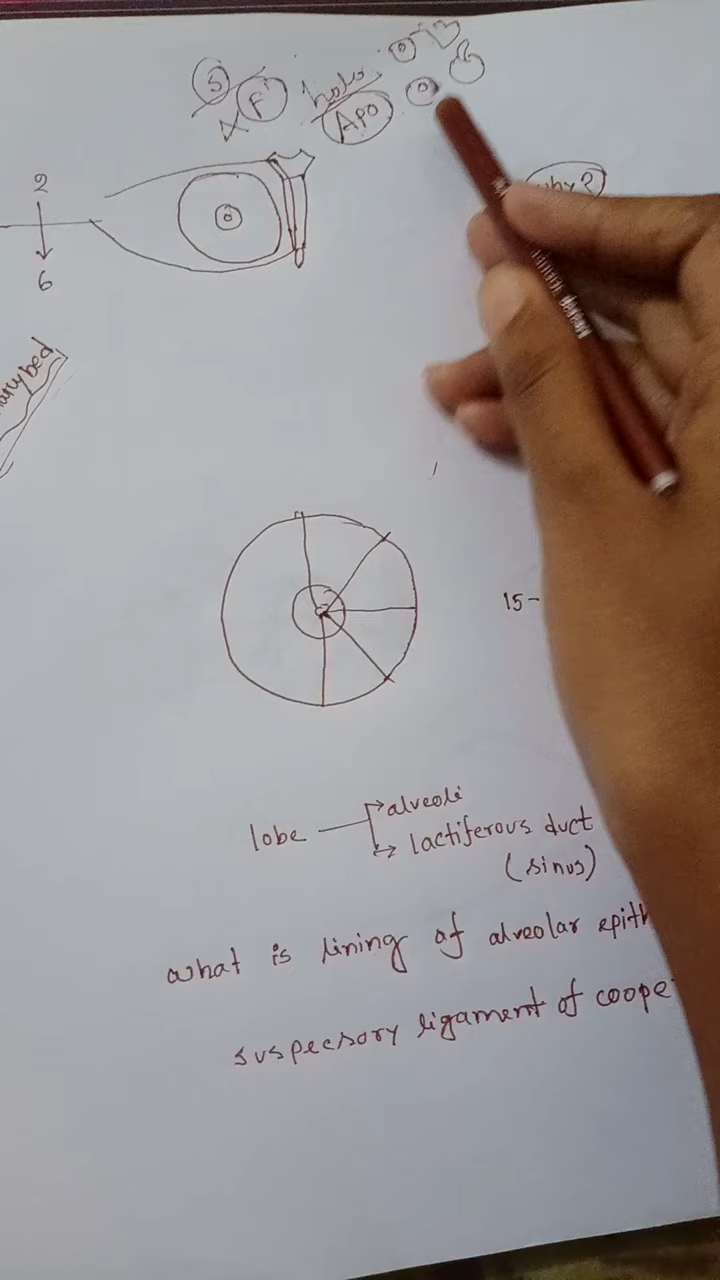 S
F
holo
Apo
why?
2
6
15-
lobe
alveoli
lactiferous duct
(sinus)
what is lining of alveolar epith
suspecsory ligament of coope